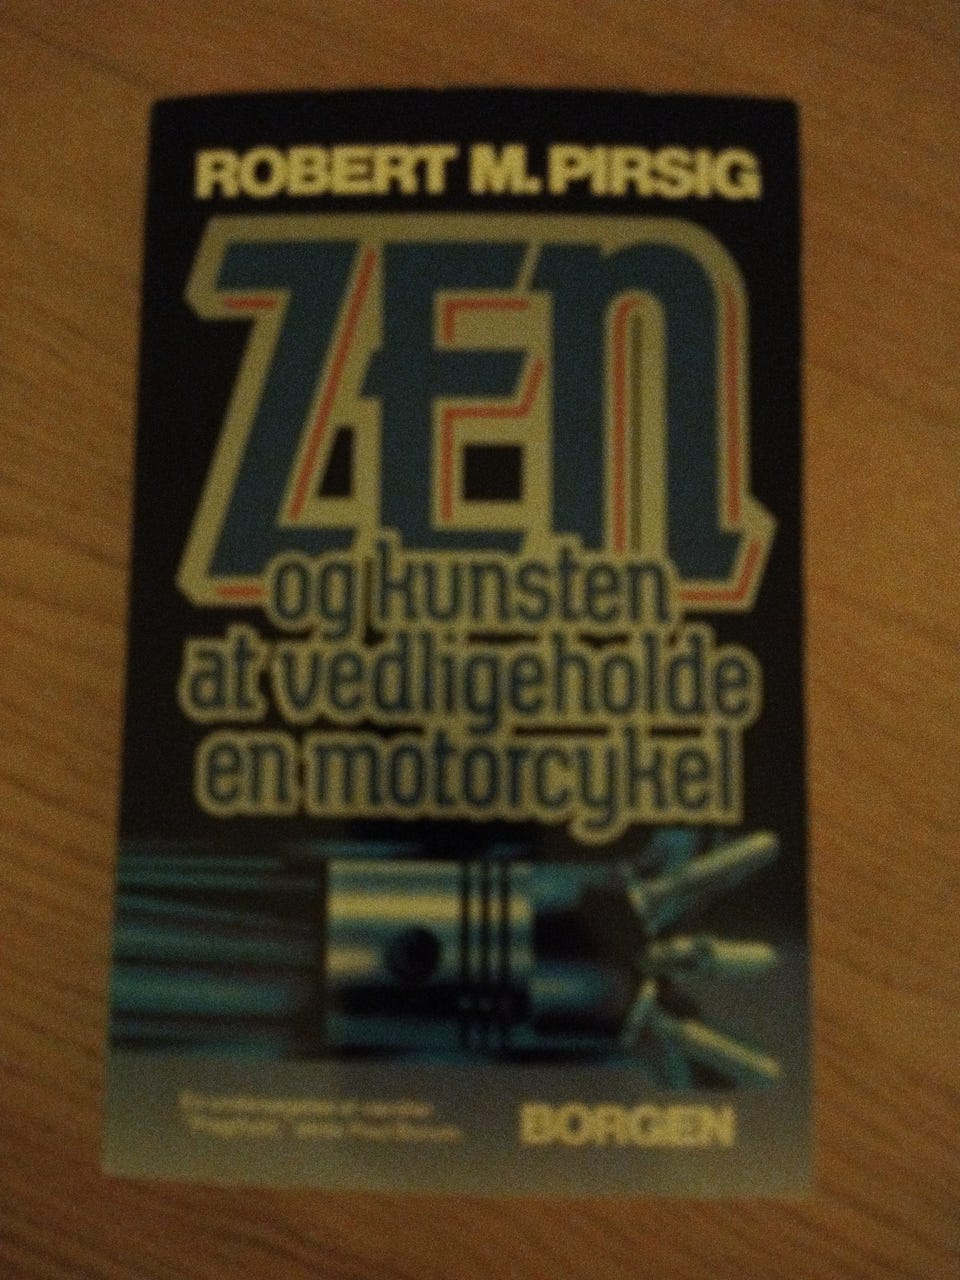 ROBERT M. PIRSIG
ZEN
og kunsten
at vedligeholde
en motorcykel
BORGEN